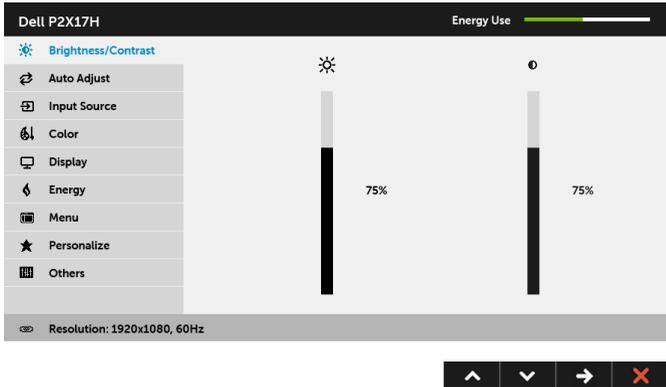 Dell P2X17H
Energy Use
Brightness/Contrast
Auto Adjust
Input Source
Color
Display
Energy
Menu
Personalize
Others
75%
75%
Resolution: 1920x1080, 60Hz